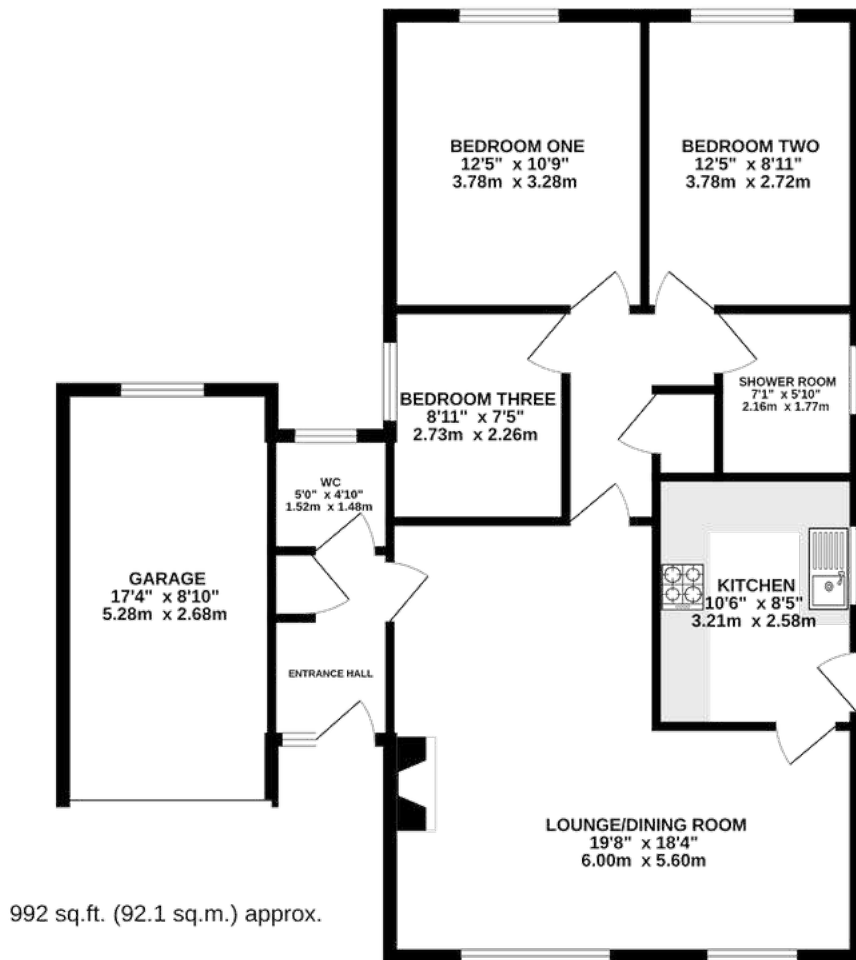 BEDROOM ONE
12'5" x 10'9"
3.78m x 3.28m
BEDROOM TWO
12'5" x 8'11"
3.78m x 2.72m
BEDROOM THREE
8'11" x 7'5"
2.73m x 2.26m
SHOWER ROOM
7'1" x 5'10"
2.16m x 1.77m
WC
5'0" x 4'10"
1.52m x 1.48m
GARAGE
17'4" x 8'10"
5.28m x 2.68m
KITCHEN
10'6" x 8'5"
3.21m x 2.58m
ENTRANCE HALL
LOUNGE/DINING ROOM
19'8" x 18'4"
6.00m x 5.60m
992 sq.ft. (92.1 sq.m.) approx.